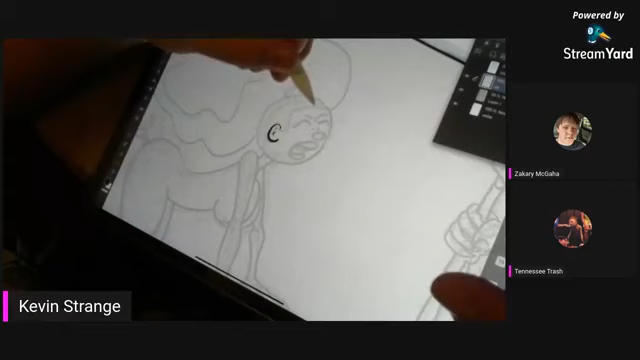 Powered by
StreamYard
Zakary McGaha
Tennessee Trash
Kevin Strange